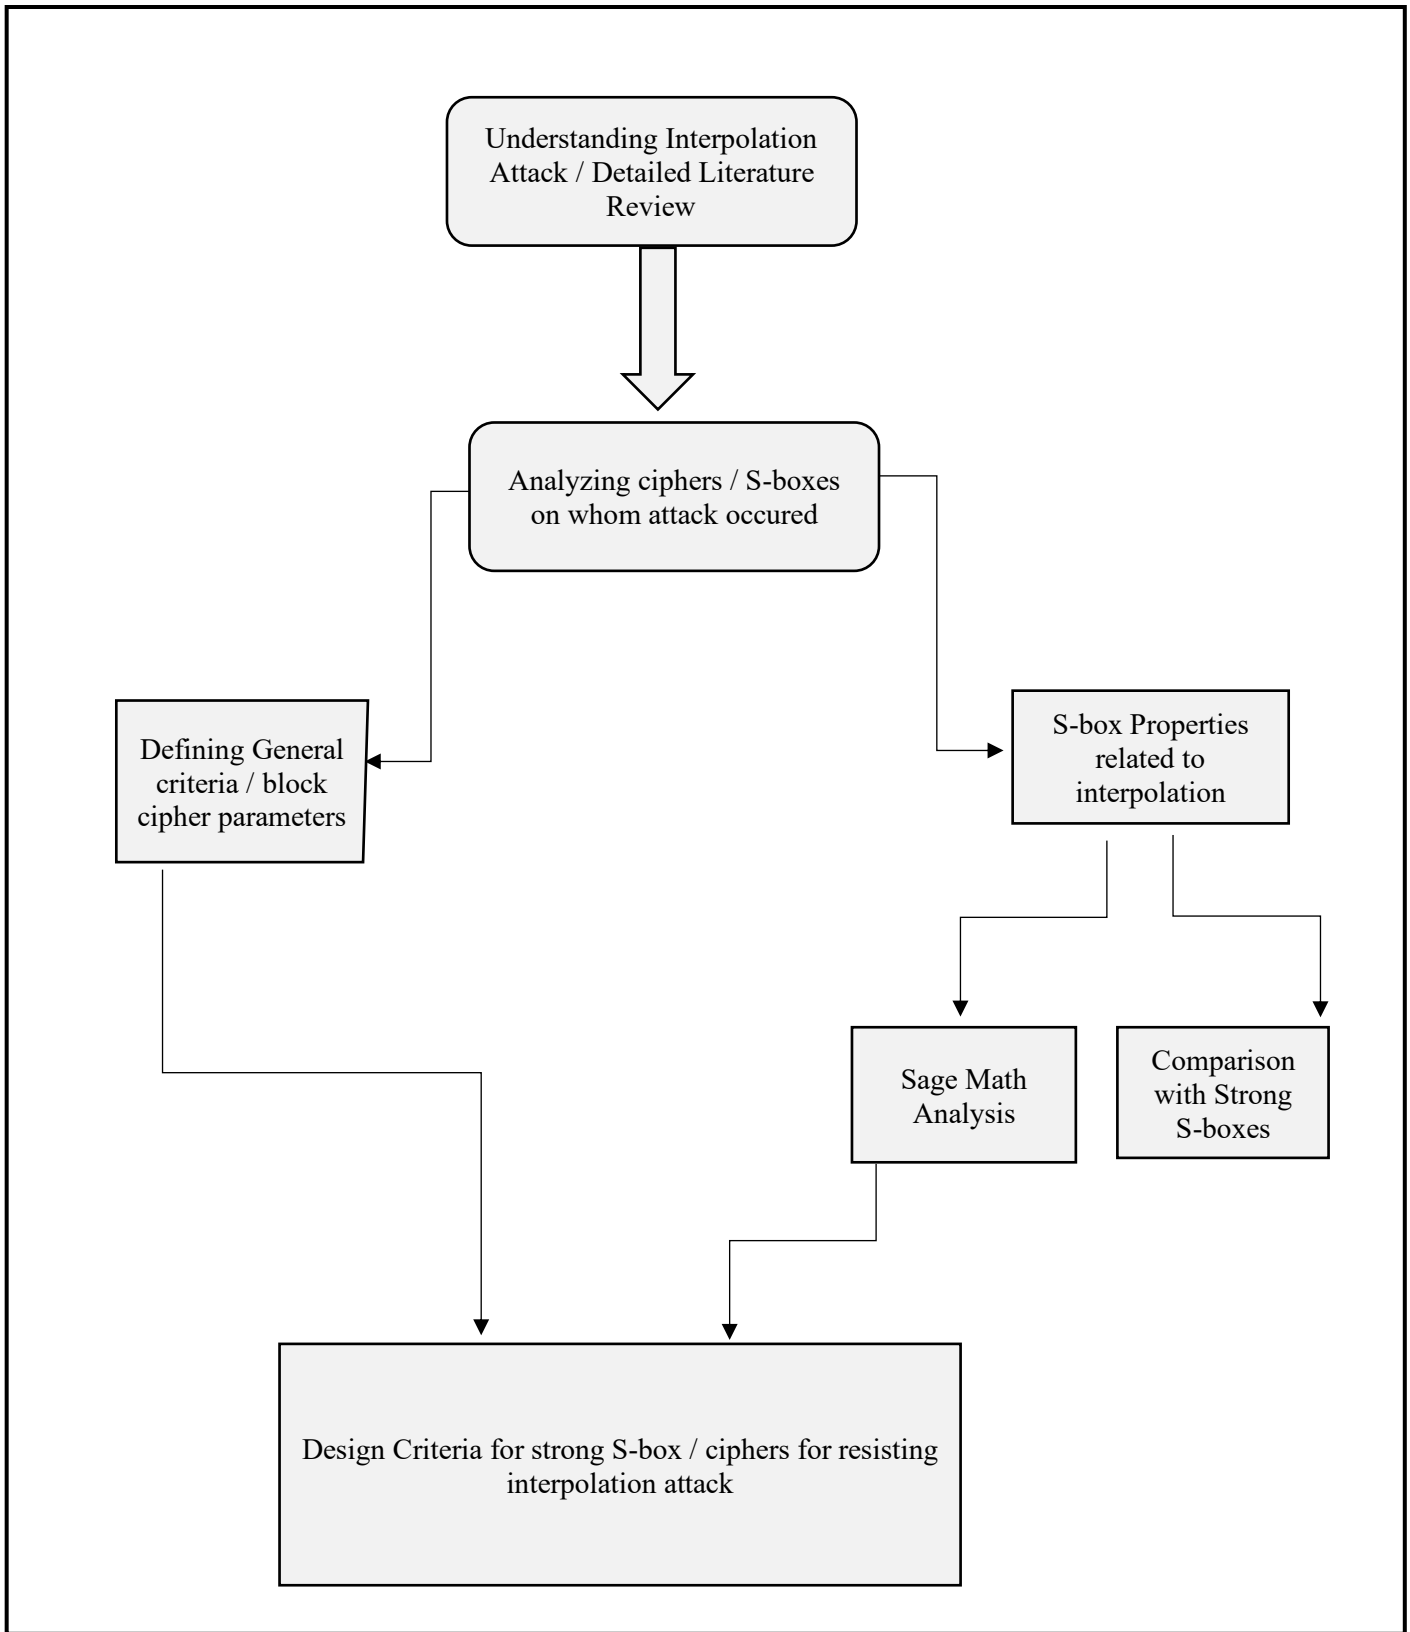 Understanding Interpolation
Attack / Detailed Literature
Review
Analyzing ciphers / S-boxes
on whom attack occured
Defining General
criteria / block
cipher parameters
S-box Properties
related to
interpolation
Sage Math
Analysis
Comparison
with Strong
S-boxes
Design Criteria for strong S-box / ciphers for resisting
interpolation attack